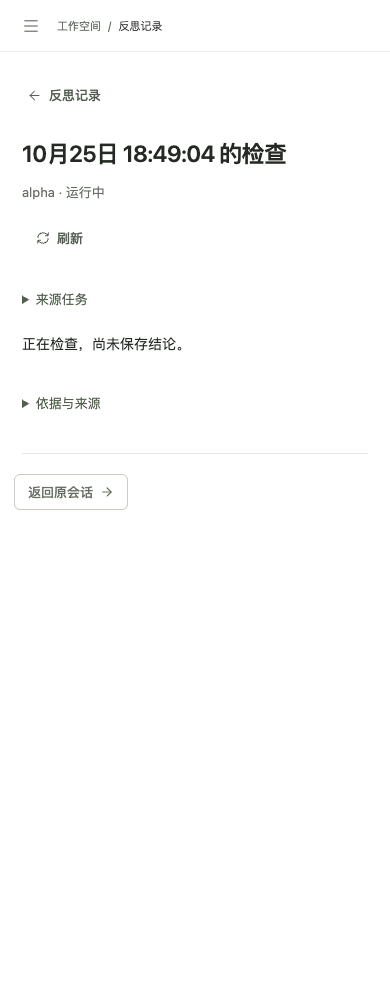 工作空间 / 反思记录
反思记录
10月25日 18:49:04 的检查
alpha · 运行中
刷新
来源任务
正在检查，尚未保存结论。
依据与来源
返回原会话